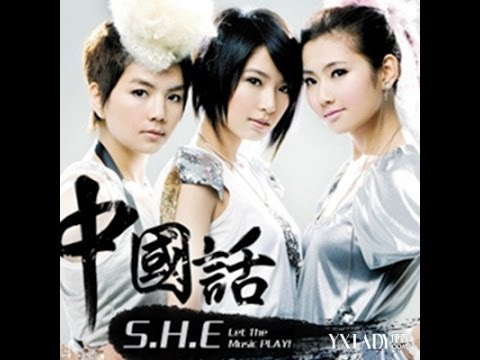 中國話
S.H.E Let The
Music PLAY!
YXLADY